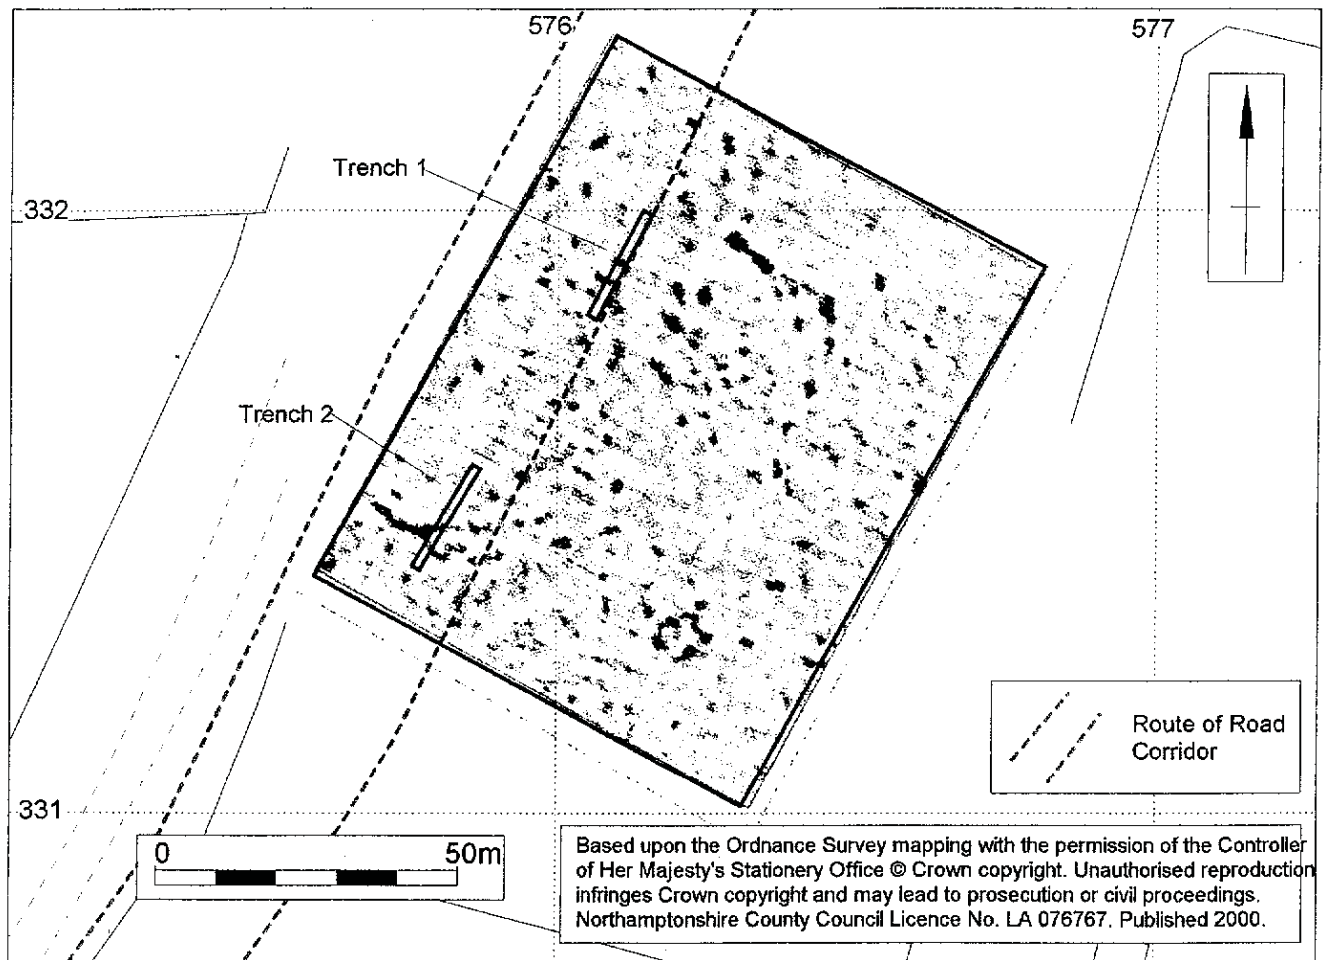 576
577
Trench 1
332
Trench 2
Route of Road
Corridor
331
0 50m
Based upon the Ordnance Survey mapping with the permission of the Controller
of Her Majesty's Stationery Office © Crown copyright. Unauthorised reproduction
infringes Crown copyright and may lead to prosecution or civil proceedings.
Northamptonshire County Council Licence No. LA 076767. Published 2000.